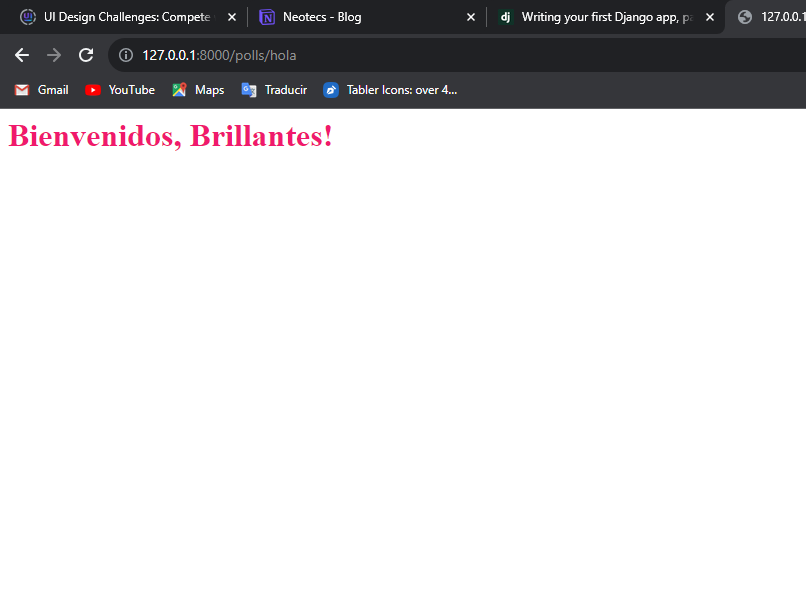 UI Design Challenges: Compete
Neotecs - Blog
Writing your first Django app, pa
127.0.0.1
127.0.0.1:8000/polls/hola
Gmail
YouTube
Maps
Traducir
Tabler Icons: over 4...
Bienvenidos, Brillantes!